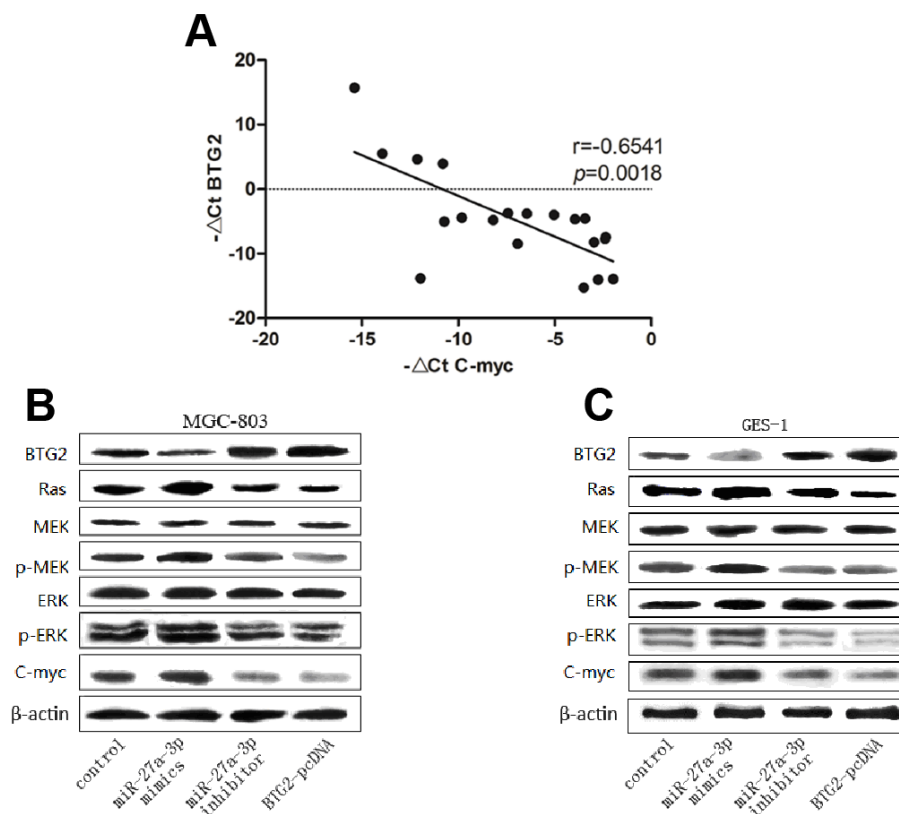 A
20
10
0
-10
-20
-△Ct BTG2
r=-0.6541
p=0.0018
-20
-15
-10
-5
0
-△Ct C-myc
B
MGC-803
BTG2
Ras
MEK
p-MEK
ERK
p-ERK
C-myc
β-actin
control
miR-27a-3p
mimics
miR-27a-3p
inhibitor
BTG2-pcDNA
C
GES-1
BTG2
Ras
MEK
p-MEK
ERK
p-ERK
C-myc
β-actin
control
miR-27a-3p
mimics
miR-27a-3p
inhibitor
BTG2-pcDNA